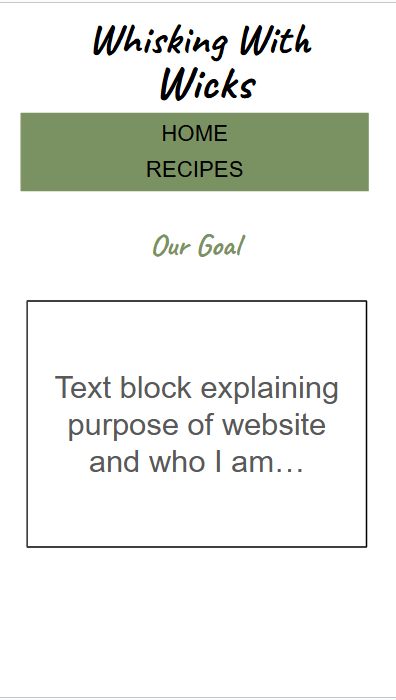 Whisking With
Wicks
HOME
RECIPES
Our Goal
Text block explaining
purpose of website
and who I am…